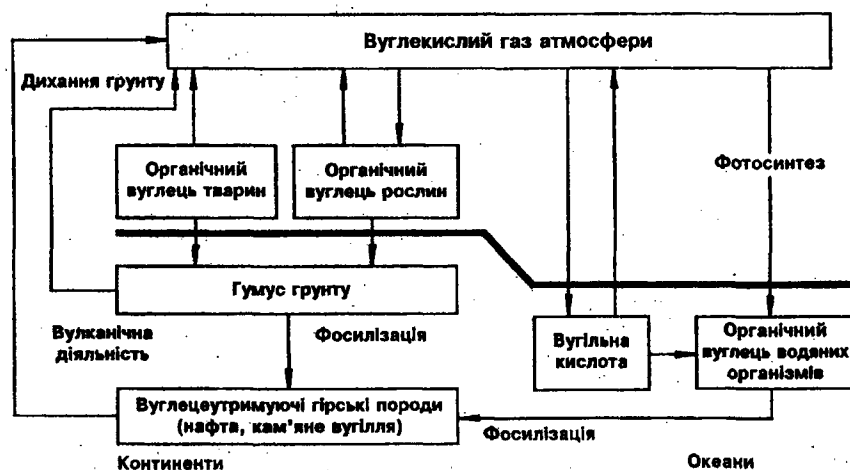 Вуглекислий газ атмосфери
Дихання грунту
Органічний
вуглець тварин
Органічний
вуглець рослин
Фотосинтез
Гумус грунту
Вулканічна
діяльність
Фосилізація
Вугільна
кислота
Органічний
вуглець водяних
організмів
Вуглецеутримуючі гірські породи
(нафта, кам'яне вугілля)
Фосилізація
Континенти
Океани